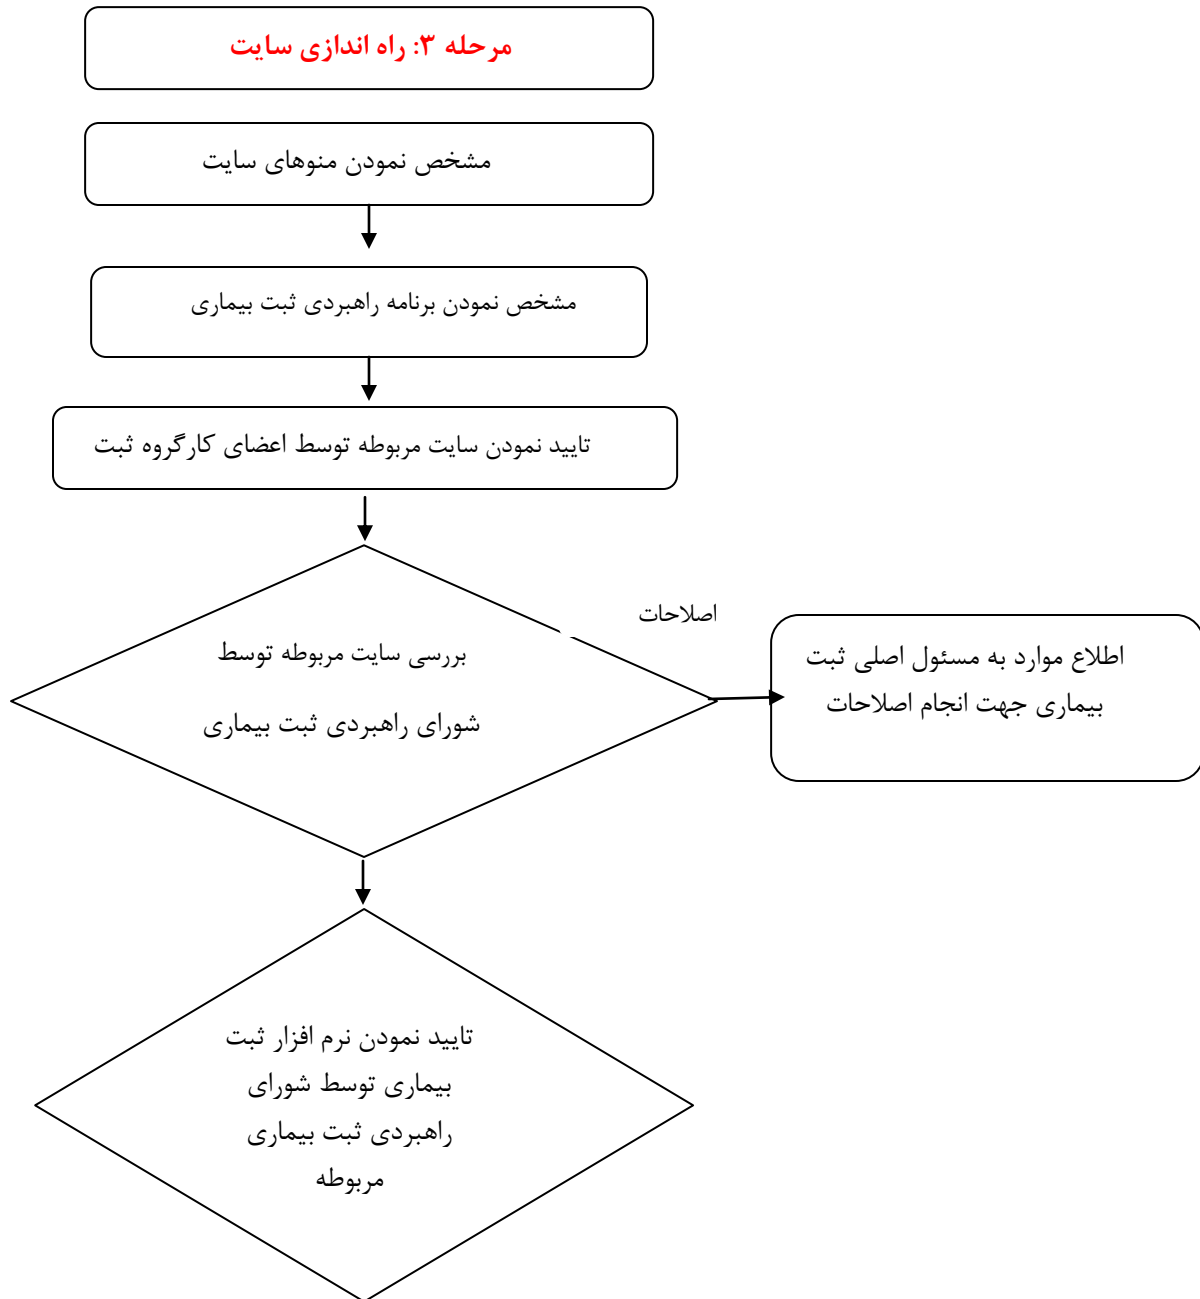 مرحله ۳: راه اندازی سایت
مشخص نمودن منوهای سایت
مشخص نمودن برنامه راهبردی ثبت بیماری
تایید نمودن سایت مربوطه توسط اعضای کارگروه ثبت
بررسی سایت مربوطه توسط
شورای راهبردی ثبت بیماری
اصلاحات
اطلاع موارد به مسئول اصلی ثبت
بیماری جهت انجام اصلاحات
تایید نمودن نرم افزار ثبت
بیماری توسط شورای
راهبردی ثبت بیماری
مربوطه